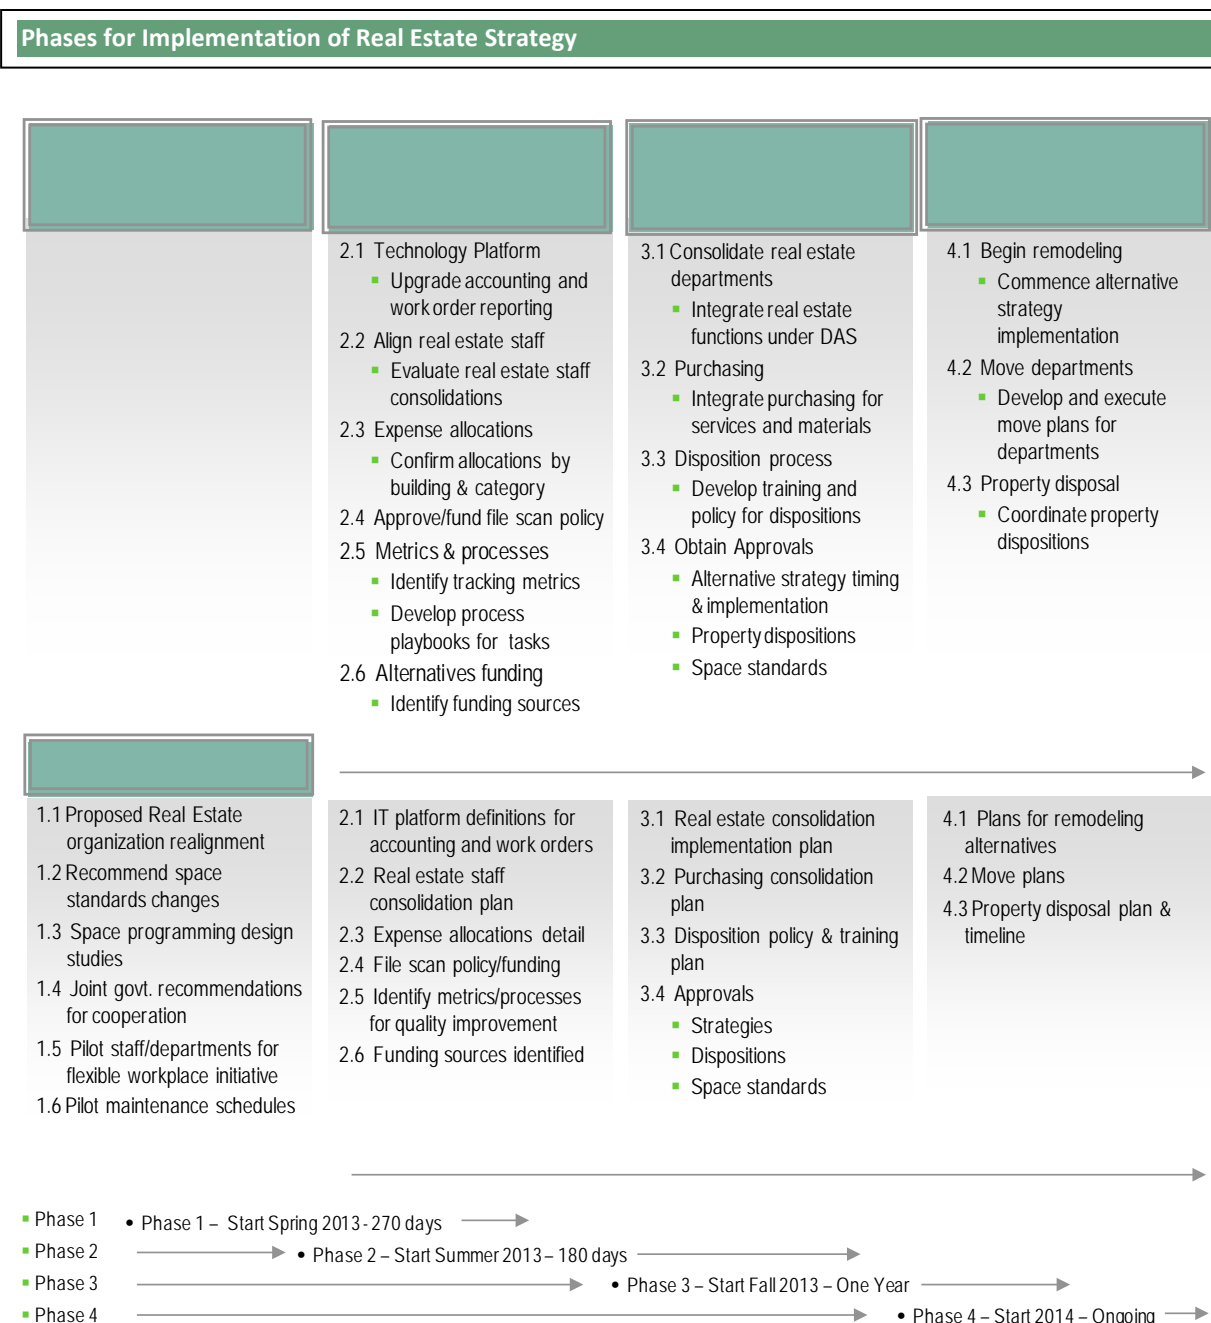 Phases for Implementation of Real Estate Strategy
2.1 Technology Platform
▪ Upgrade accounting and
work order reporting
2.2 Align real estate staff
▪ Evaluate real estate staff
consolidations
2.3 Expense allocations
▪ Confirm allocations by
building & category
2.4 Approve/fund file scan policy
2.5 Metrics & processes
▪ Identify tracking metrics
▪ Develop process
playbooks for tasks
2.6 Alternatives funding
▪ Identify funding sources
3.1 Consolidate real estate
departments
▪ Integrate real estate
functions under DAS
3.2 Purchasing
▪ Integrate purchasing for
services and materials
3.3 Disposition process
▪ Develop training and
policy for dispositions
3.4 Obtain Approvals
▪ Alternative strategy timing
& implementation
▪ Property dispositions
▪ Space standards
4.1 Begin remodeling
▪ Commence alternative
strategy
implementation
4.2 Move departments
▪ Develop and execute
move plans for
departments
4.3 Property disposal
▪ Coordinate property
dispositions
1.1 Proposed Real Estate
organization realignment
1.2 Recommend space
standards changes
1.3 Space programming design
studies
1.4 Joint govt. recommendations
for cooperation
1.5 Pilot staff/departments for
flexible workplace initiative
1.6 Pilot maintenance schedules
2.1 IT platform definitions for
accounting and work orders
2.2 Real estate staff
consolidation plan
2.3 Expense allocations detail
2.4 File scan policy/funding
2.5 Identify metrics/processes
for quality improvement
2.6 Funding sources identified
3.1 Real estate consolidation
implementation plan
3.2 Purchasing consolidation
plan
3.3 Disposition policy & training
plan
3.4 Approvals
▪ Strategies
▪ Dispositions
▪ Space standards
4.1 Plans for remodeling
alternatives
4.2 Move plans
4.3 Property disposal plan &
timeline
▪ Phase 1 • Phase 1 – Start Spring 2013 - 270 days
▪ Phase 2 • Phase 2 – Start Summer 2013 – 180 days
▪ Phase 3 • Phase 3 – Start Fall 2013 – One Year
▪ Phase 4 • Phase 4 – Start 2014 – Ongoing